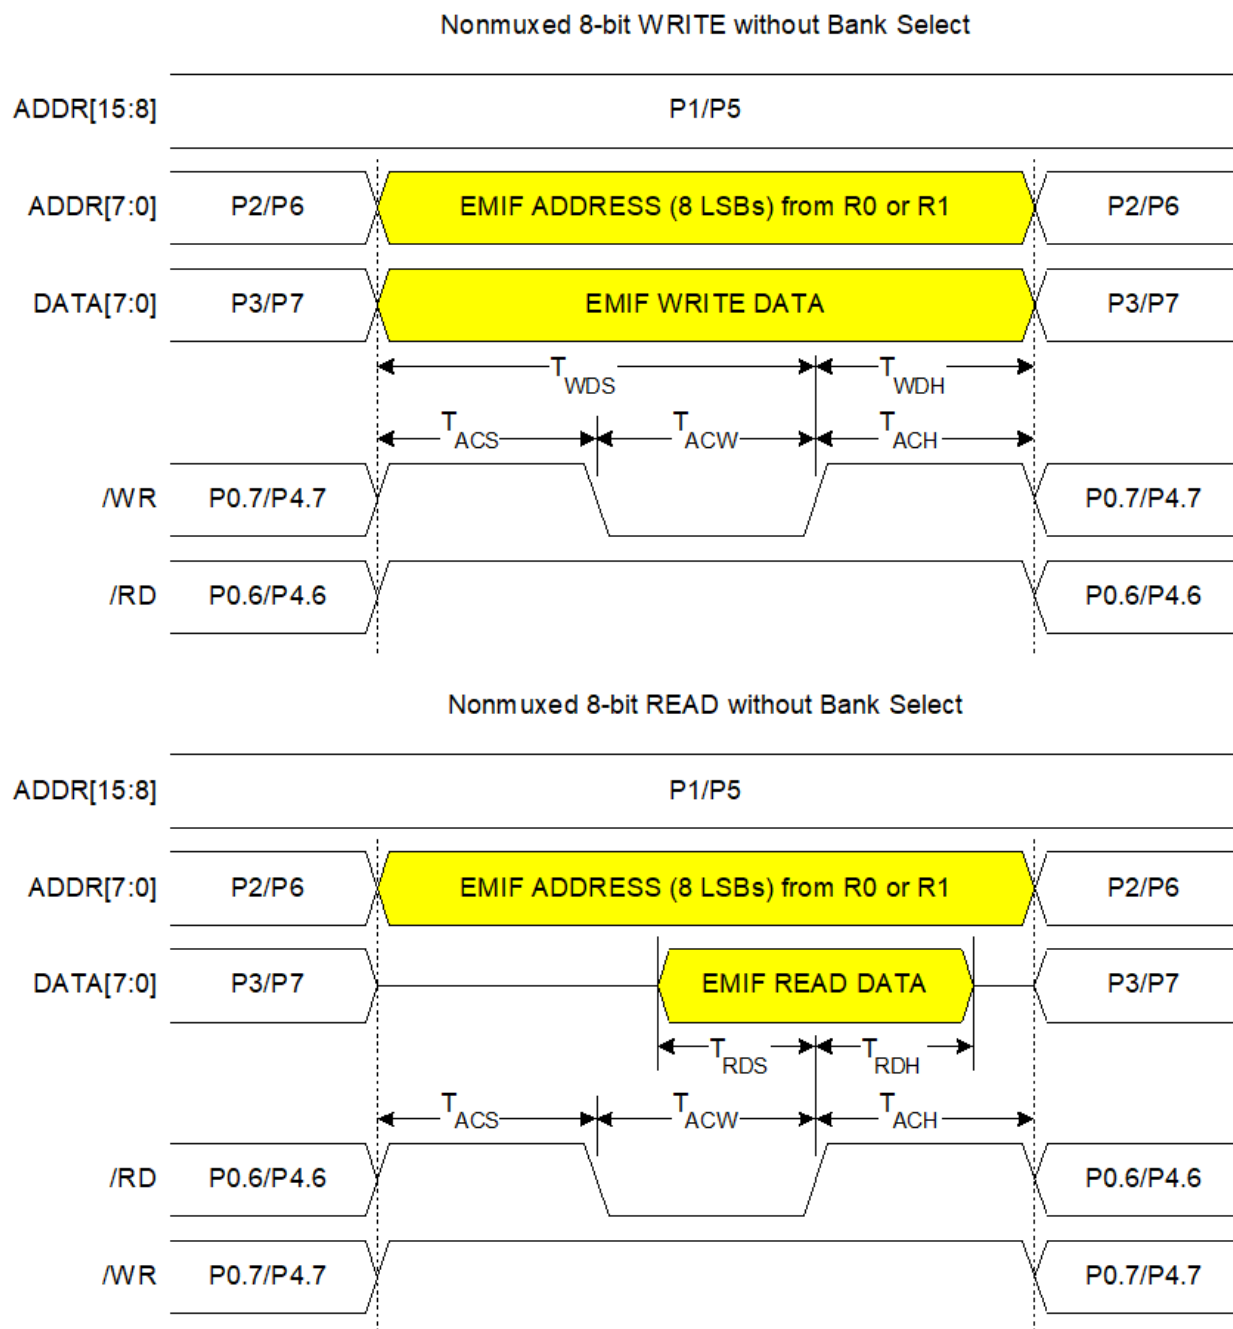 Nonmuxed 8-bit WRITE without Bank Select
ADDR[15:8] P1/P5
ADDR[7:0] P2/P6 EMIF ADDRESS (8 LSBs) from R0 or R1 P2/P6
DATA[7:0] P3/P7 EMIF WRITE DATA P3/P7
TWDS TWDH
TACS TACW TACH
/WR P0.7/P4.7 P0.7/P4.7
/RD P0.6/P4.6 P0.6/P4.6
Nonmuxed 8-bit READ without Bank Select
ADDR[15:8] P1/P5
ADDR[7:0] P2/P6 EMIF ADDRESS (8 LSBs) from R0 or R1 P2/P6
DATA[7:0] P3/P7 EMIF READ DATA P3/P7
TRDS TRDH
TACS TACW TACH
/RD P0.6/P4.6 P0.6/P4.6
/WR P0.7/P4.7 P0.7/P4.7